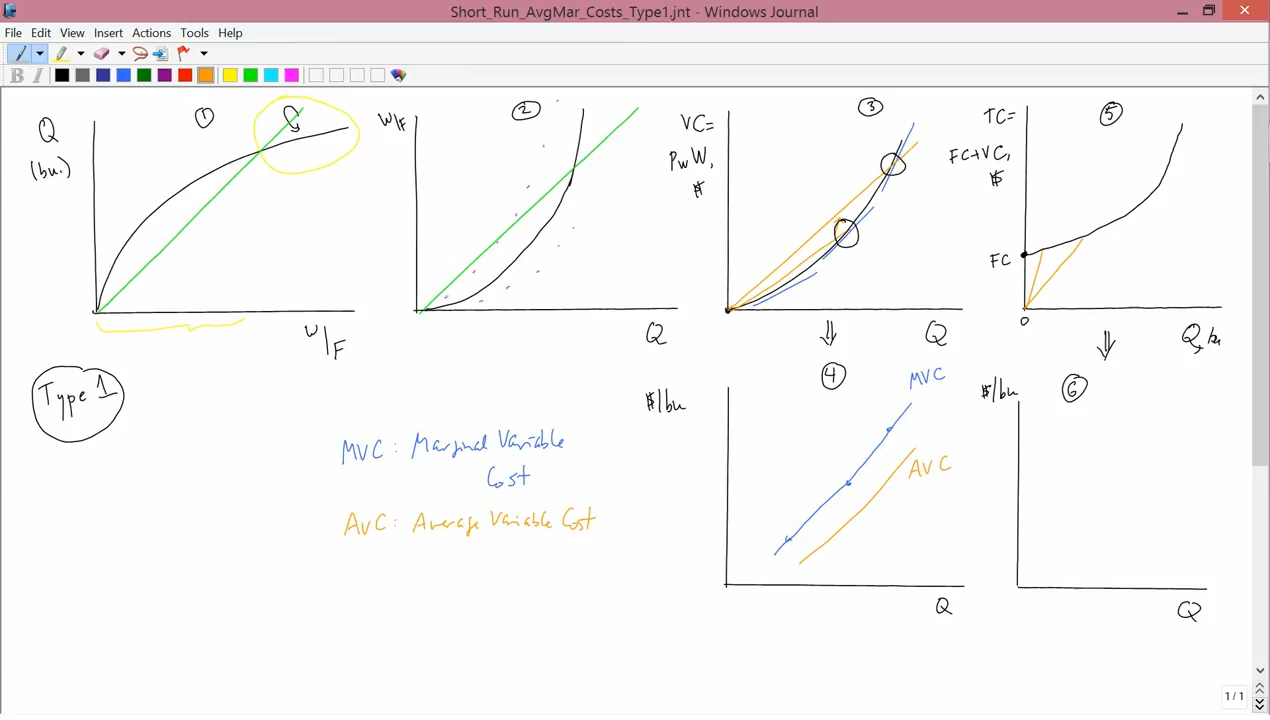 Short_Run_AvgMar_Costs_Type1.jnt - Windows Journal
File Edit View Insert Actions Tools Help
B I
Q
(bu.)
1
W/F
W/F
2
Q
VC=
PwW,
$
3
Q
TC=
FC+VC,
$
5
FC
0
Q, bu
Type 1
MVC: Marginal Variable
Cost
AVC: Average Variable Cost
$/bu
4
MVC
AVC
Q
$/bu
6
Q
1 / 1